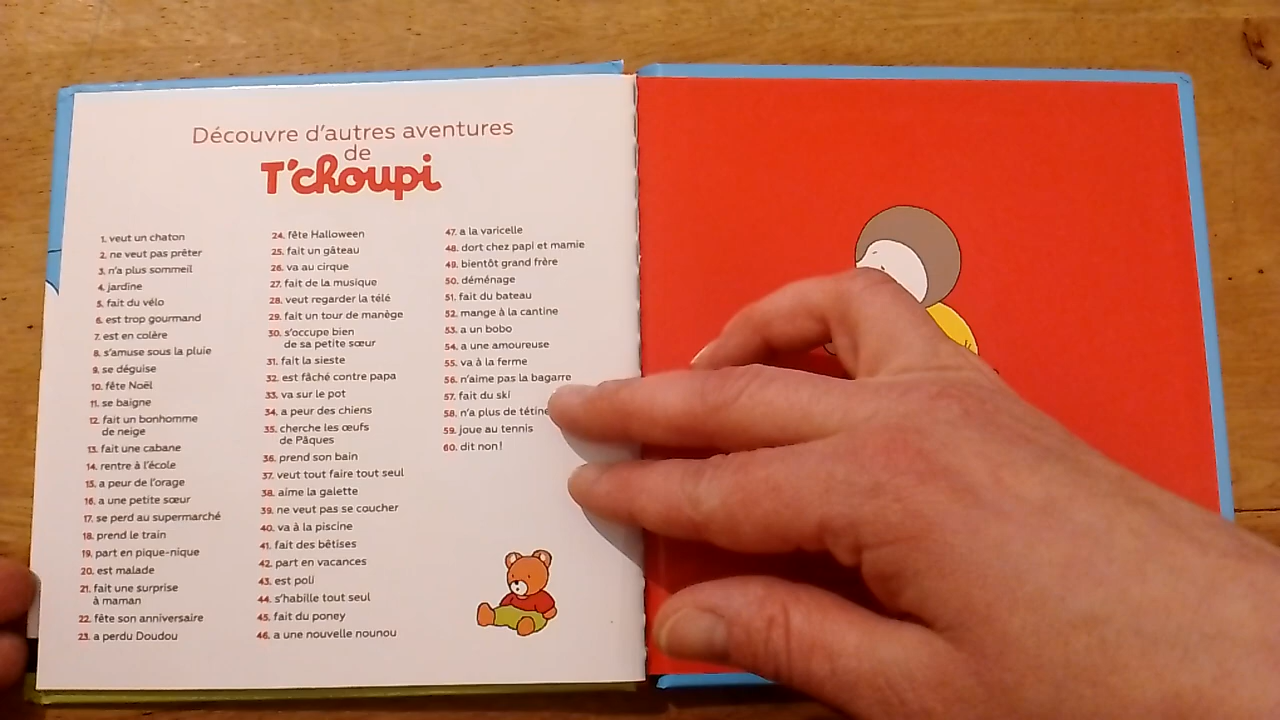 Découvre d'autres aventures
de
T'choupi
1. veut un chaton
2. ne veut pas prêter
3. n'a plus sommeil
4. jardine
5. fait du vélo
6. est trop gourmand
7. est en colère
8. s'amuse sous la pluie
9. se déguise
10. fête Noël
11. se baigne
12. fait un bonhomme
de neige
13. fait une cabane
14. rentre à l'école
15. a peur de l'orage
16. a une petite sœur
17. se perd au supermarché
18. prend le train
19. part en pique-nique
20. est malade
21. fait une surprise
à maman
22. fête son anniversaire
23. a perdu Doudou
24. fête Halloween
25. fait un gâteau
26. va au cirque
27. fait de la musique
28. veut regarder la télé
29. fait un tour de manège
30. s'occupe bien
de sa petite sœur
31. fait la sieste
32. est fâché contre papa
33. va sur le pot
34. a peur des chiens
35. cherche les œufs
de Pâques
36. prend son bain
37. veut tout faire tout seul
38. aime la galette
39. ne veut pas se coucher
40. va à la piscine
41. fait des bêtises
42. part en vacances
43. est poli
44. s'habille tout seul
45. fait du poney
46. a une nouvelle nounou
47. a la varicelle
48. dort chez papi et mamie
49. bientôt grand frère
50. déménage
51. fait du bateau
52. mange à la cantine
53. a un bobo
54. a une amoureuse
55. va à la ferme
56. n'aime pas la bagarre
57. fait du ski
58. n'a plus de tétine
59. joue au tennis
60. dit non !